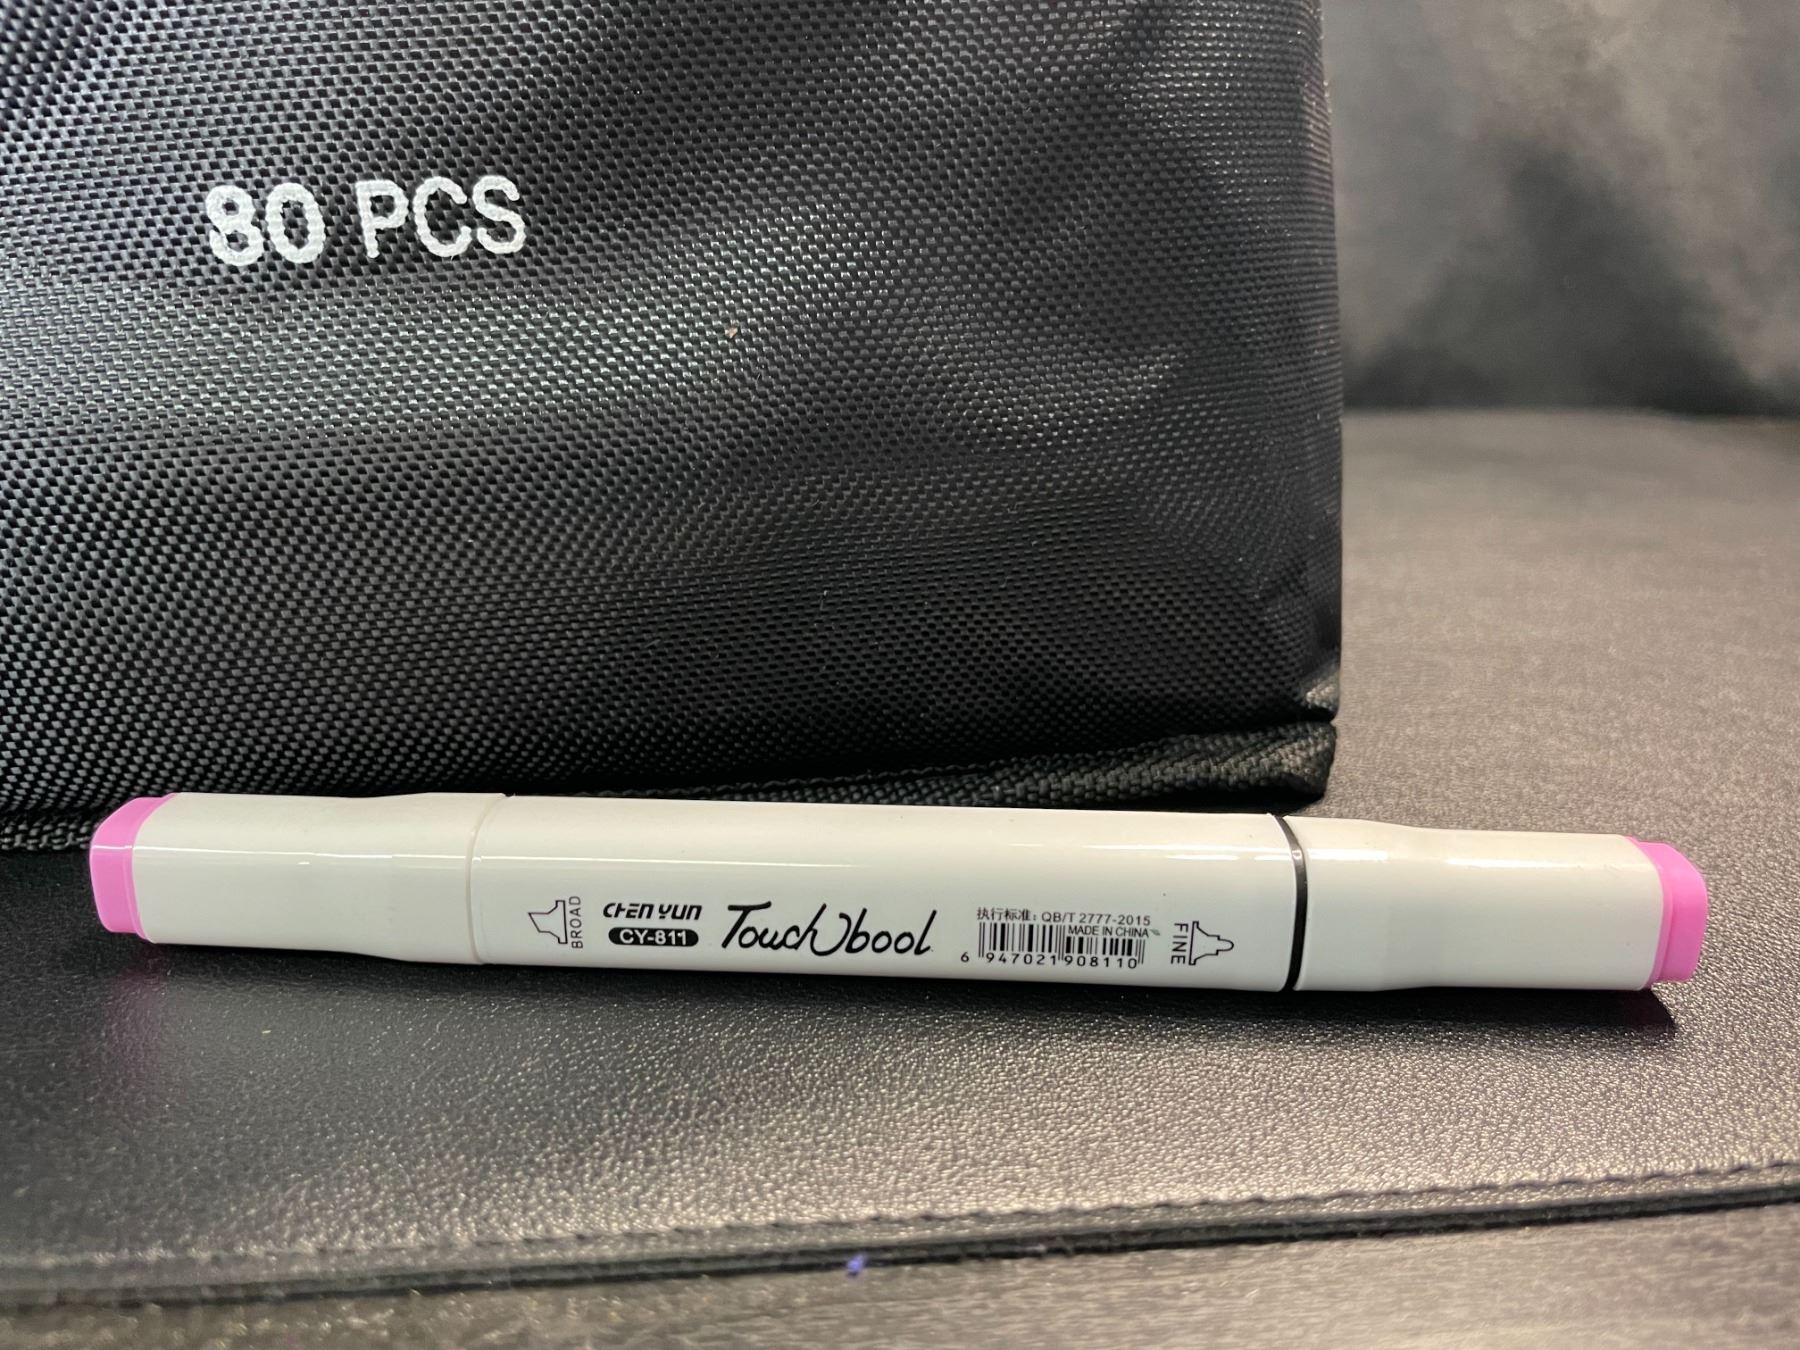 80 PCS
BROAD
CHEN YUN
CY-811
TouchUbool
执行标准: QB/T 2777-2015
MADE IN CHINA
6 947021 908110
FINE